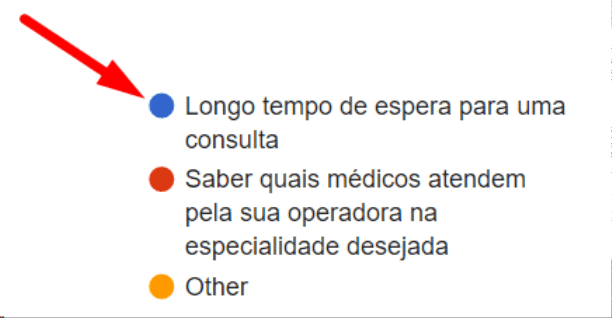 Longo tempo de espera para uma
consulta
Saber quais médicos atendem
pela sua operadora na
especialidade desejada
Other